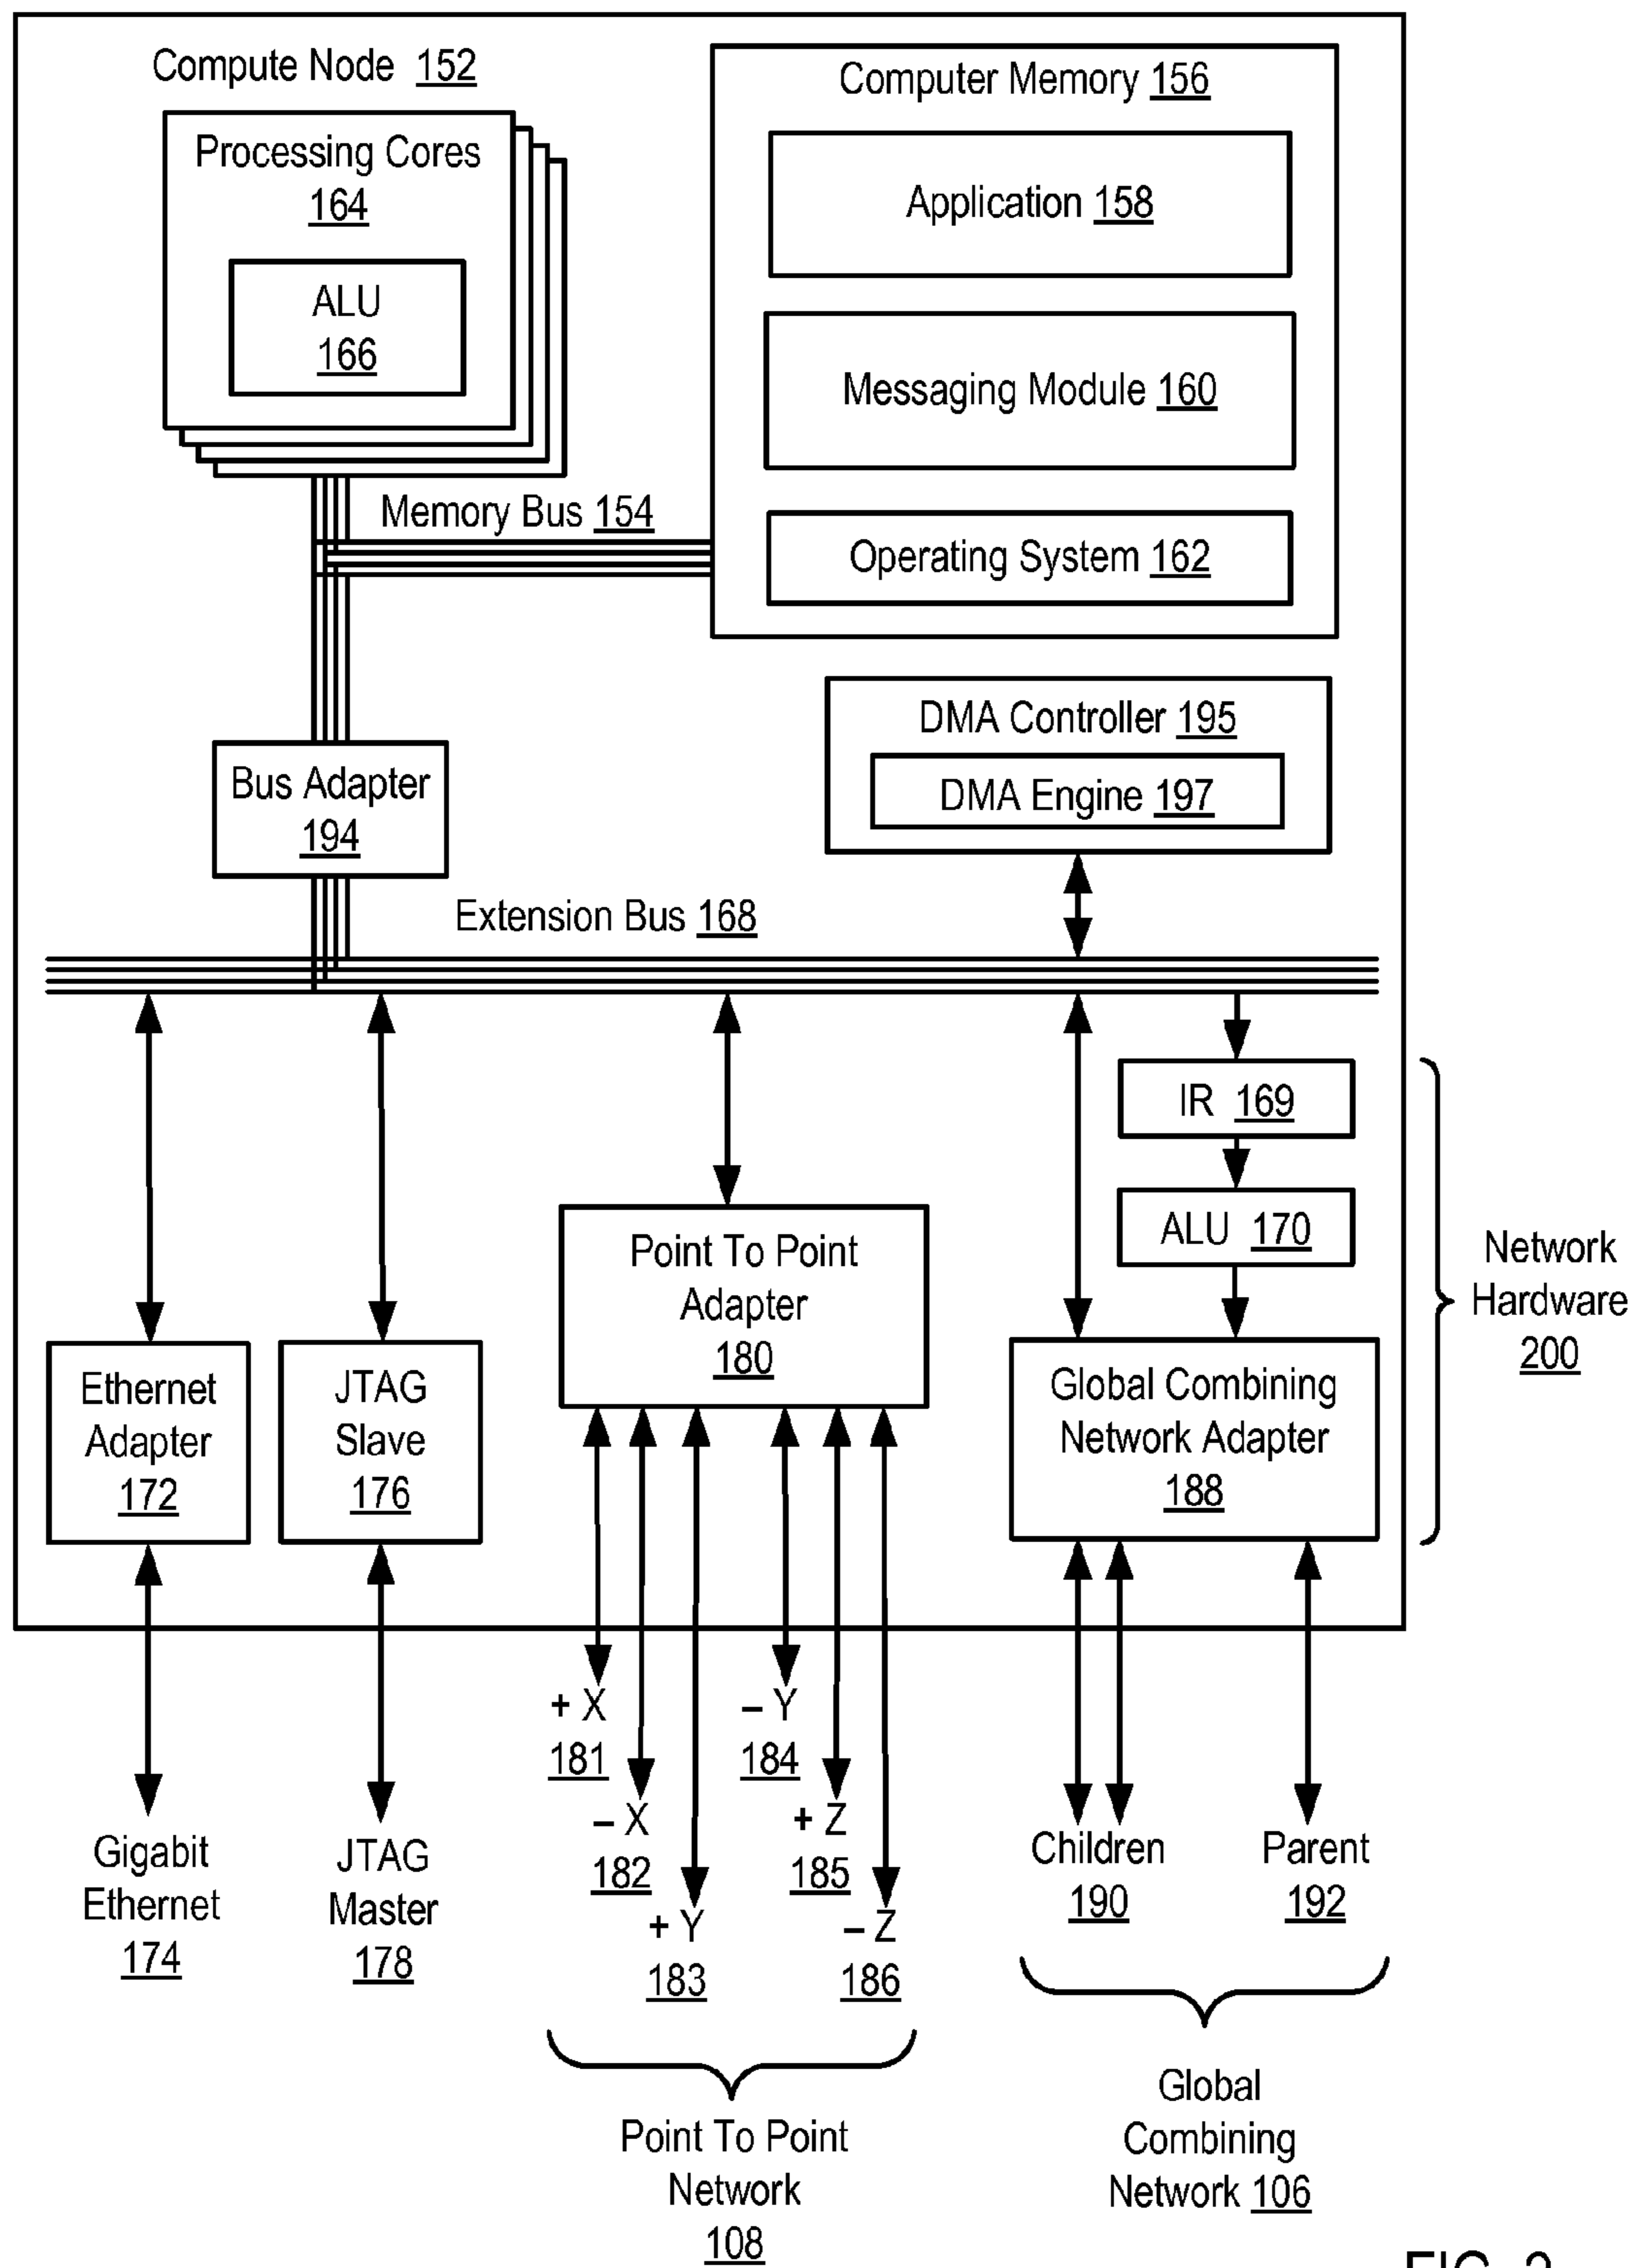 Compute Node 152
Processing Cores
164
ALU
166
Computer Memory 156
Application 158
Messaging Module 160
Operating System 162
Memory Bus 154
DMA Controller 195
DMA Engine 197
Bus Adapter
194
Extension Bus 168
IR 169
ALU 170
Point To Point
Adapter
180
Network
Hardware
200
Ethernet
Adapter
172
JTAG
Slave
176
Global Combining
Network Adapter
188
+ X
181
– Y
184
– X
182
+ Z
185
+ Y
183
– Z
186
Gigabit
Ethernet
174
JTAG
Master
178
Children
190
Parent
192
Point To Point
Network
108
Global
Combining
Network 106